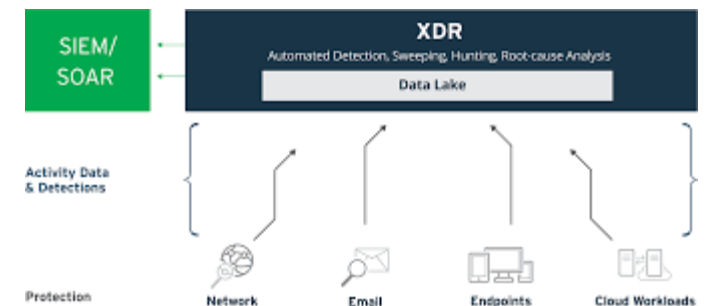 SIEM/
SOAR
XDR
Automated Detection, Sweeping, Hunting, Root-cause Analysis
Data Lake
Activity Data
& Detections
Protection
Network
Email
Endpoints
Cloud Workloads